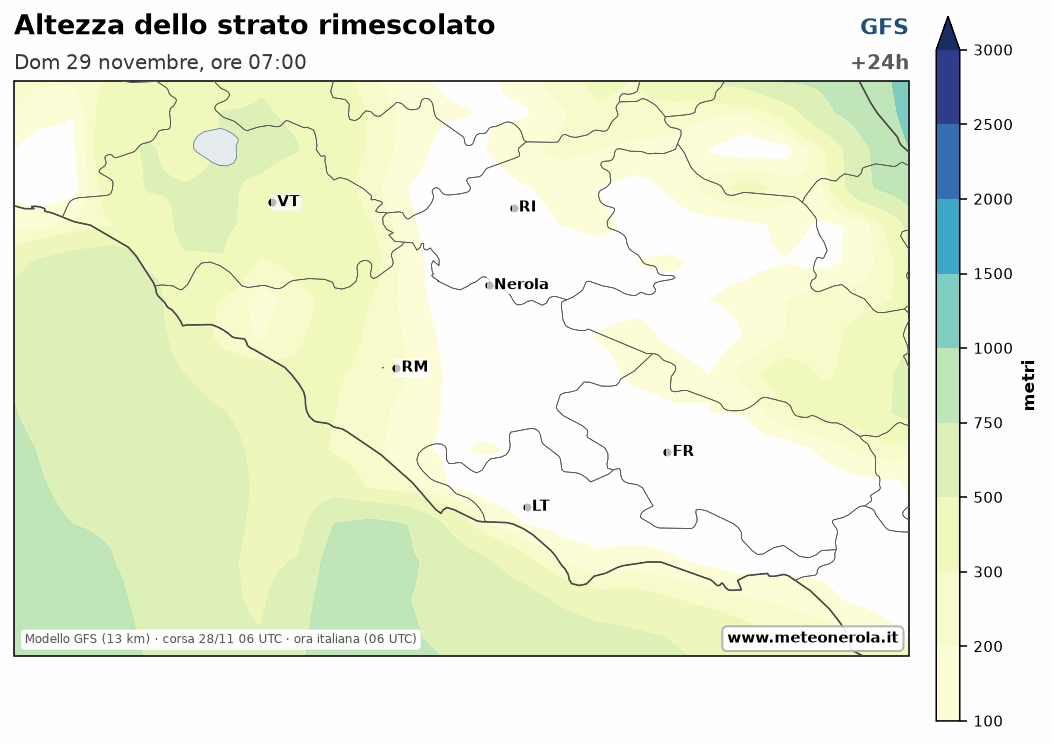 Altezza dello strato rimescolato
GFS
Dom 29 novembre, ore 07:00
+24h
3000
2500
2000
1500
1000
750
500
300
200
100
metri
VT
RI
Nerola
RM
FR
LT
Modello GFS (13 km) · corsa 28/11 06 UTC · ora italiana (06 UTC)
www.meteonerola.it